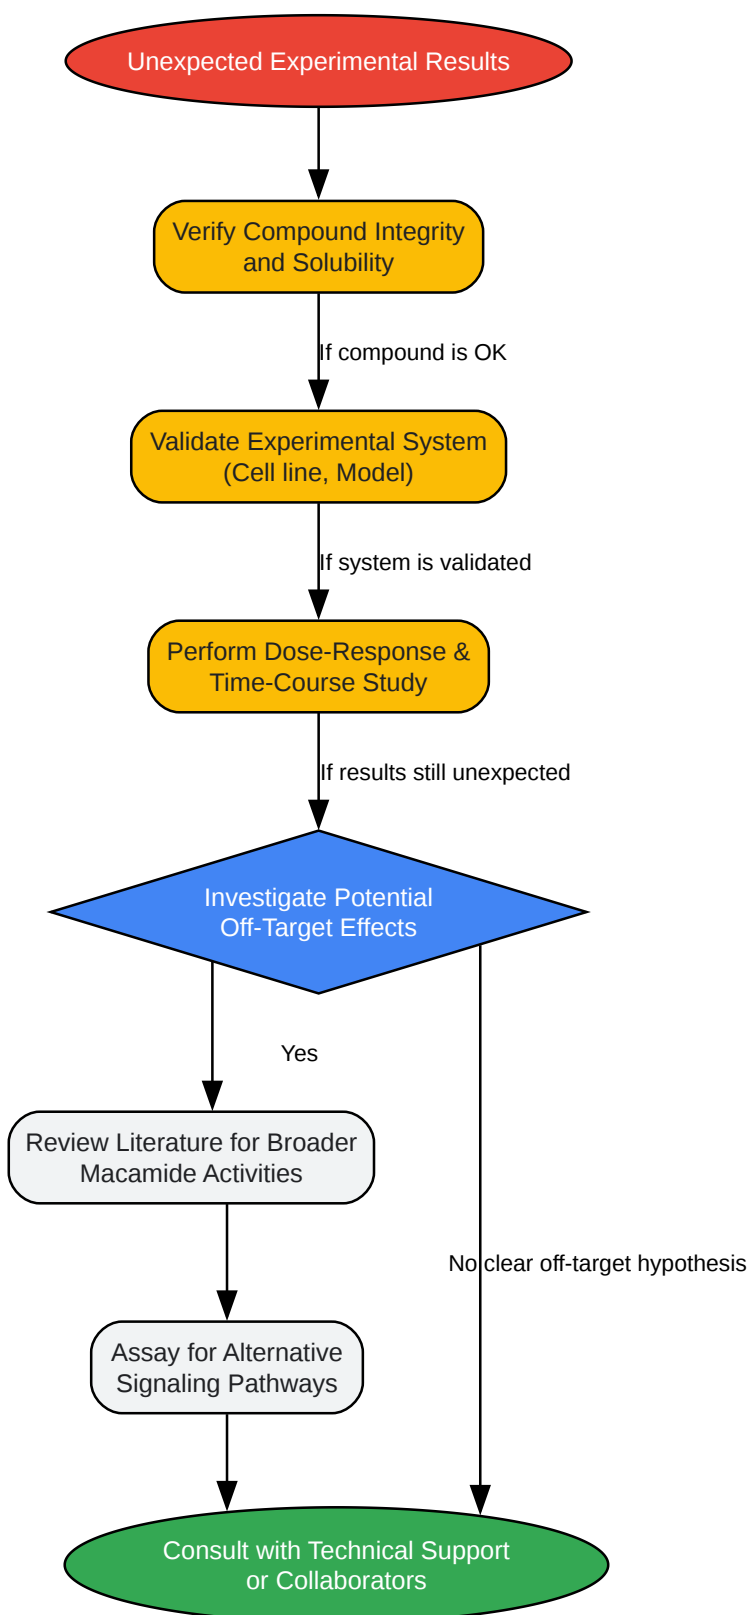 Unexpected Experimental Results
Verify Compound Integrity
and Solubility
If compound is OK
Validate Experimental System
(Cell line, Model)
If system is validated
Perform Dose-Response &
Time-Course Study
If results still unexpected
Investigate Potential
Off-Target Effects
Yes
Review Literature for Broader
Macamide Activities
No clear off-target hypothesis
Assay for Alternative
Signaling Pathways
Consult with Technical Support
or Collaborators